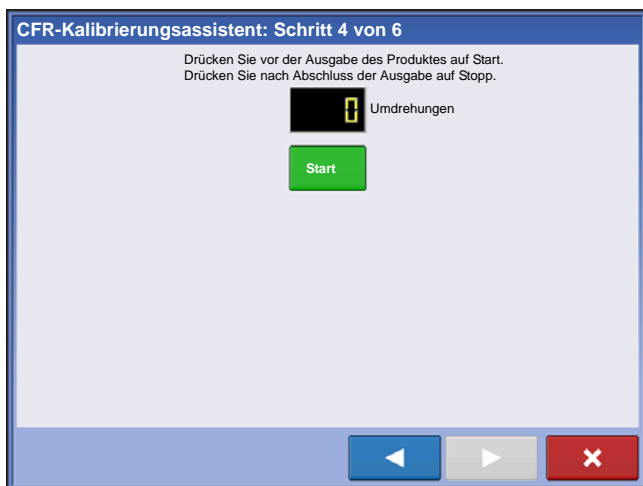 CFR-Kalibrierungsassistent: Schritt 4 von 6
Drücken Sie vor der Ausgabe des Produktes auf Start.
Drücken Sie nach Abschluss der Ausgabe auf Stopp.
0 Umdrehungen
Start